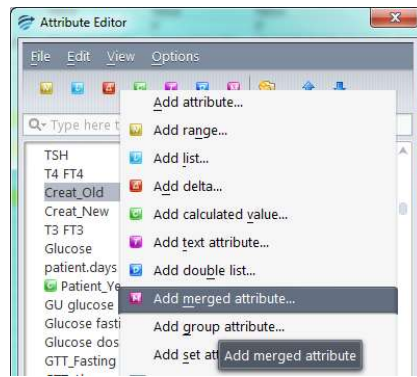 Attribute Editor
File Edit View Options
Type here t
Add attribute...
Add range...
Add list...
Add delta...
Add calculated value...
Add text attribute...
Add double list...
Add merged attribute...
Add group attribute...
Add set att
Add merged attribute
TSH
T4 FT4
Creat_Old
Creat_New
T3 FT3
Glucose
patient.days
Patient_Ye
GU glucose
Glucose fasti
Glucose dos
GTT_Fasting